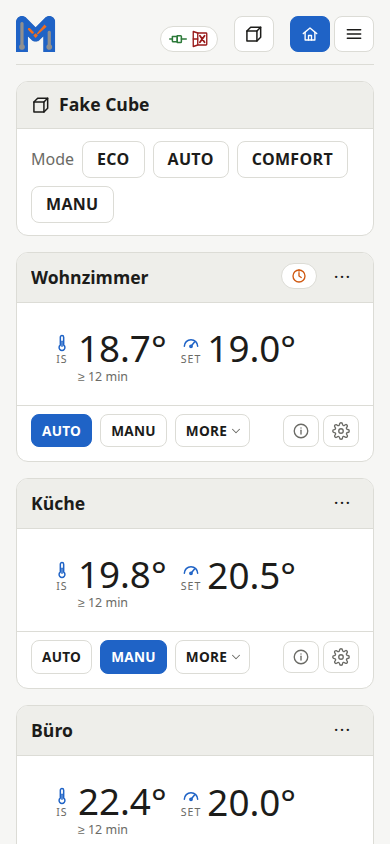 Fake Cube
Mode ECO AUTO COMFORT
MANU
Wohnzimmer ...
18.7° 19.0°
IS SET
≥ 12 min
AUTO MANU MORE
Küche ...
19.8° 20.5°
IS SET
≥ 12 min
AUTO MANU MORE
Büro ...
22.4° 20.0°
IS SET
≥ 12 min